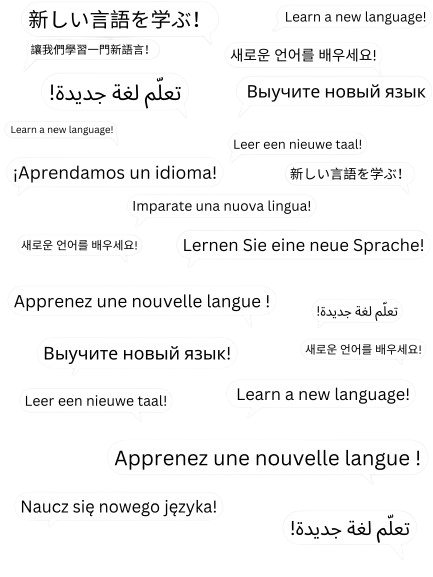 新しい言語を学ぶ！
Learn a new language!
讓我們學習一門新語言！
새로운 언어를 배우세요!
تعلّم لغة جديدة!
Выучите новый язык
Learn a new language!
Leer een nieuwe taal!
¡Aprendamos un idioma!
新しい言語を学ぶ！
Imparate una nuova lingua!
새로운 언어를 배우세요!
Lernen Sie eine neue Sprache!
Apprenez une nouvelle langue !
تعلّم لغة جديدة!
Выучите новый язык!
새로운 언어를 배우세요!
Leer een nieuwe taal!
Learn a new language!
Apprenez une nouvelle langue !
Naucz się nowego języka!
تعلّم لغة جديدة!